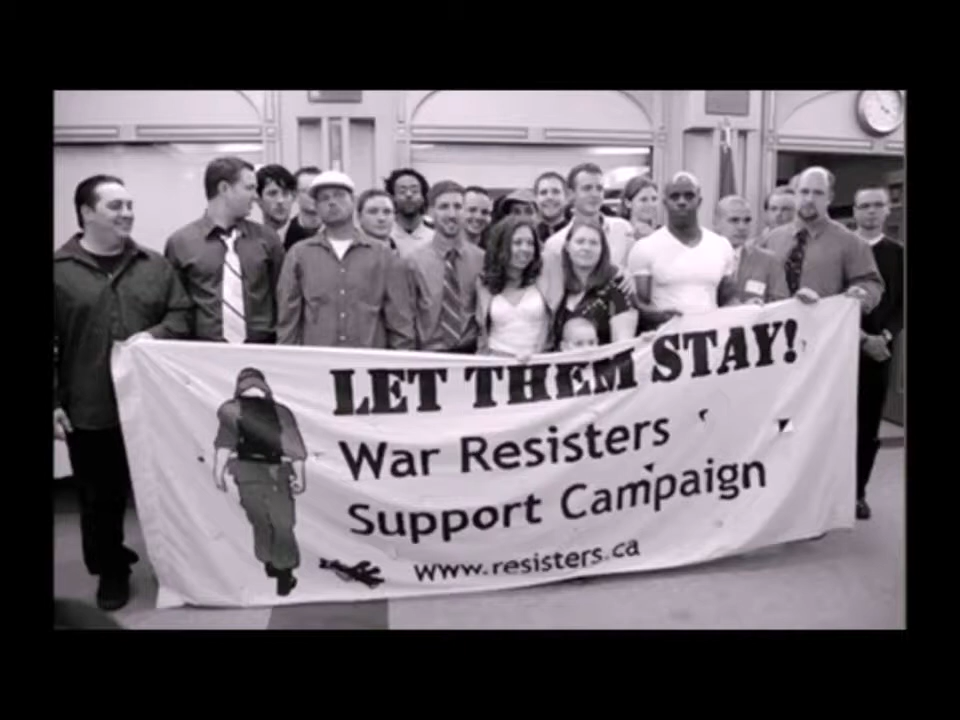 LET THEM STAY!
War Resisters
Support Campaign
www.resisters.ca